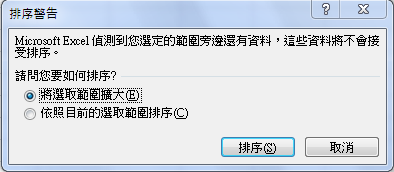 排序警告
Microsoft Excel 偵測到您選定的範圍旁邊還有資料，這些資料將不會接
受排序。
請問您要如何排序?
將選取範圍擴大(E)
依照目前的選取範圍排序(C)
排序(S) 取消